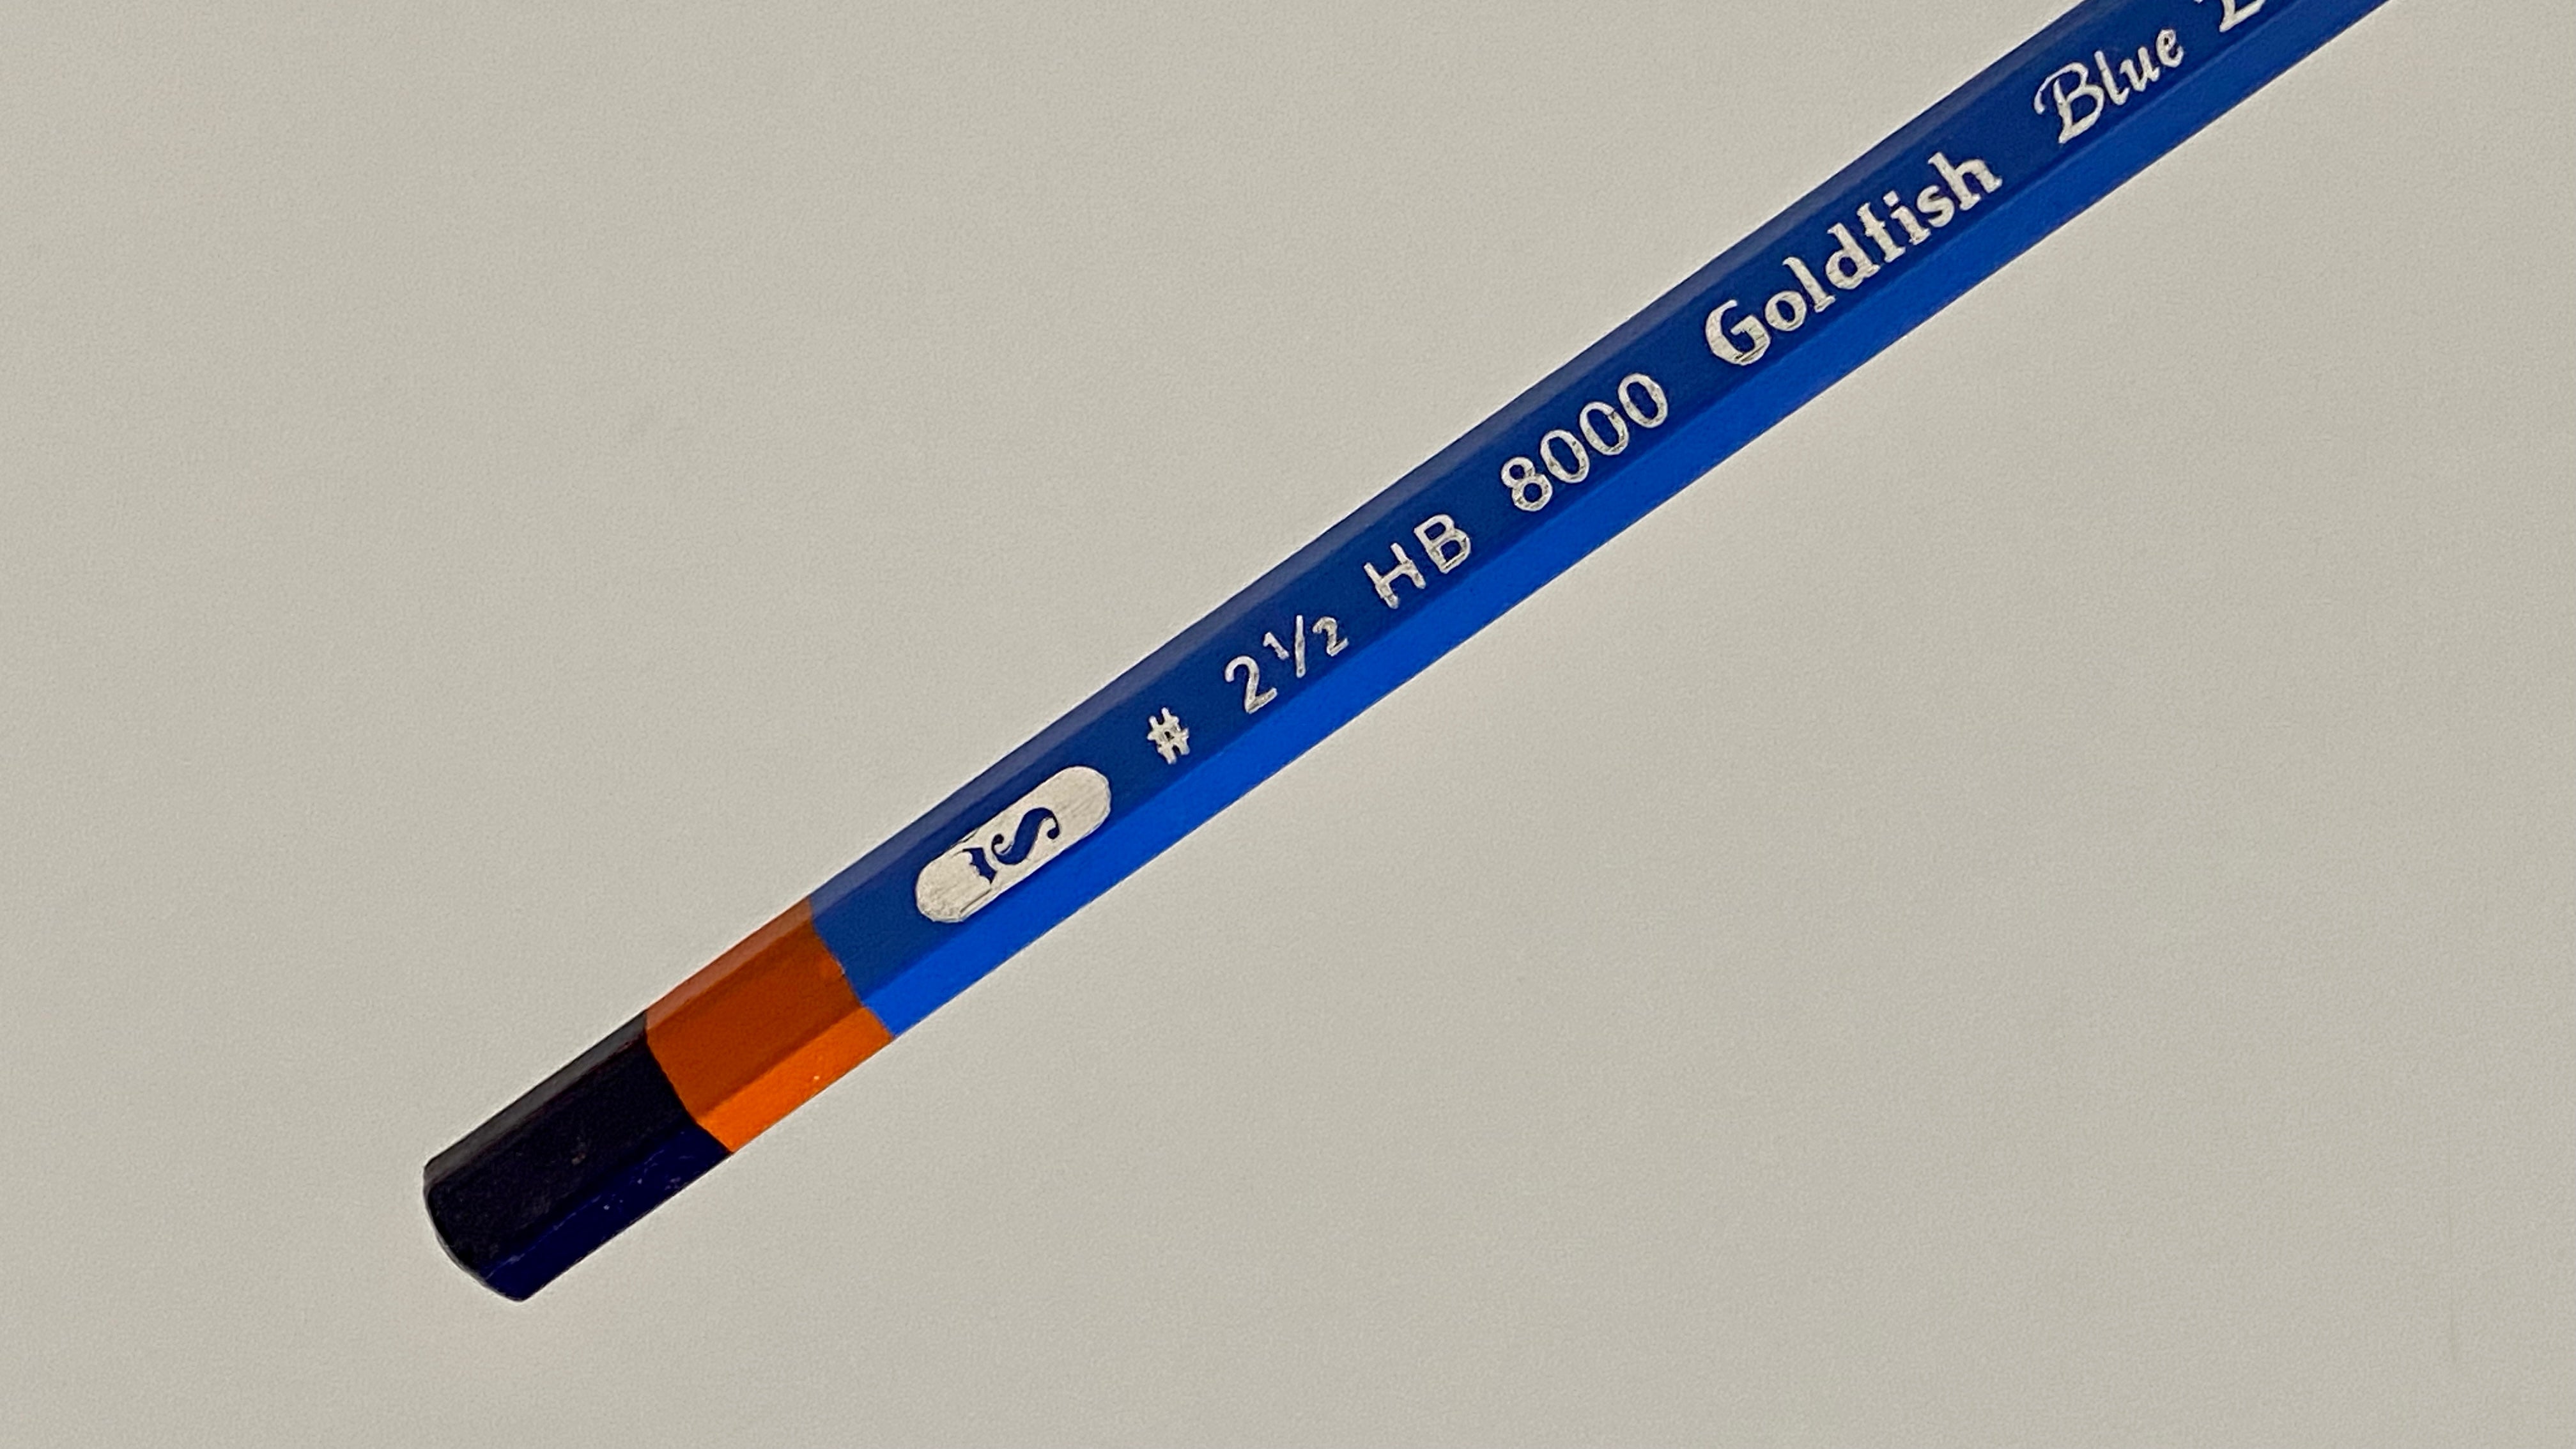 S # 2½ HB 8000 Goldfish Blue